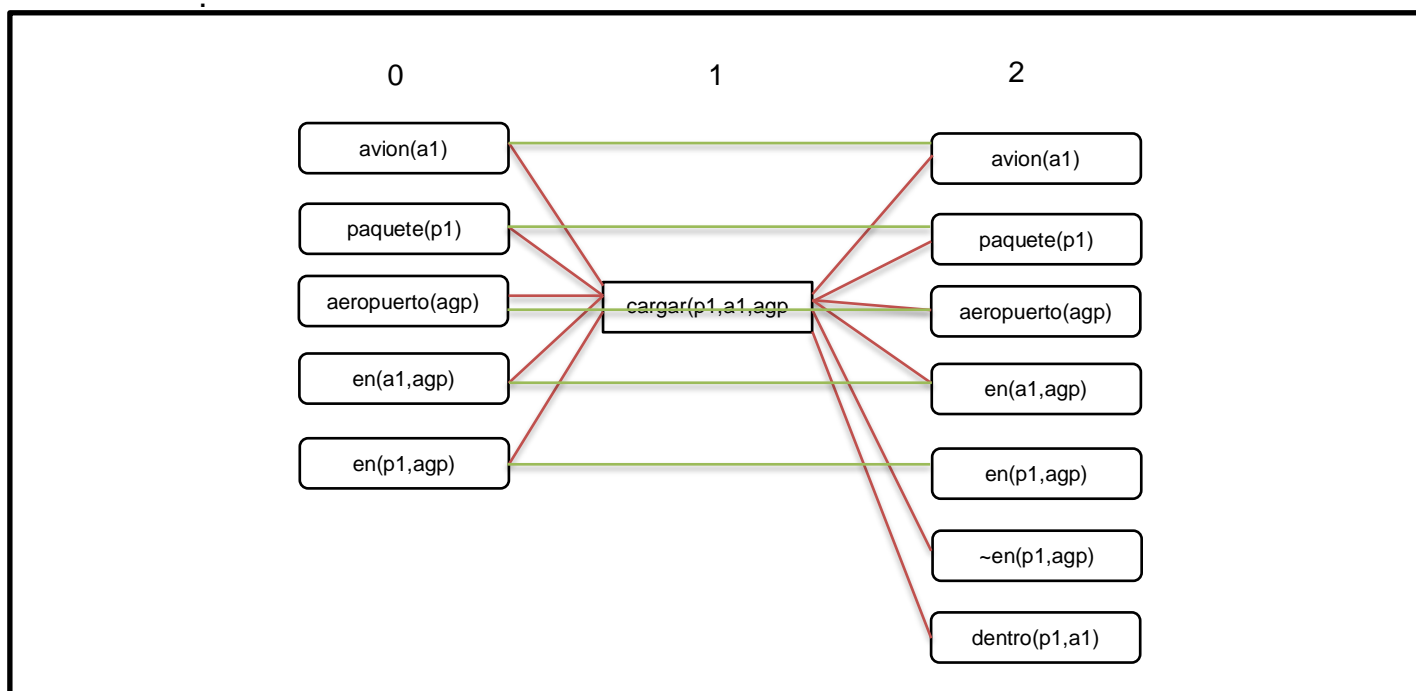 0 1 2
avion(a1)
avion(a1)
paquete(p1)
paquete(p1)
aeropuerto(agp)
cargar(p1,a1,agp
aeropuerto(agp)
en(a1,agp)
en(a1,agp)
en(p1,agp)
en(p1,agp)
~en(p1,agp)
dentro(p1,a1)